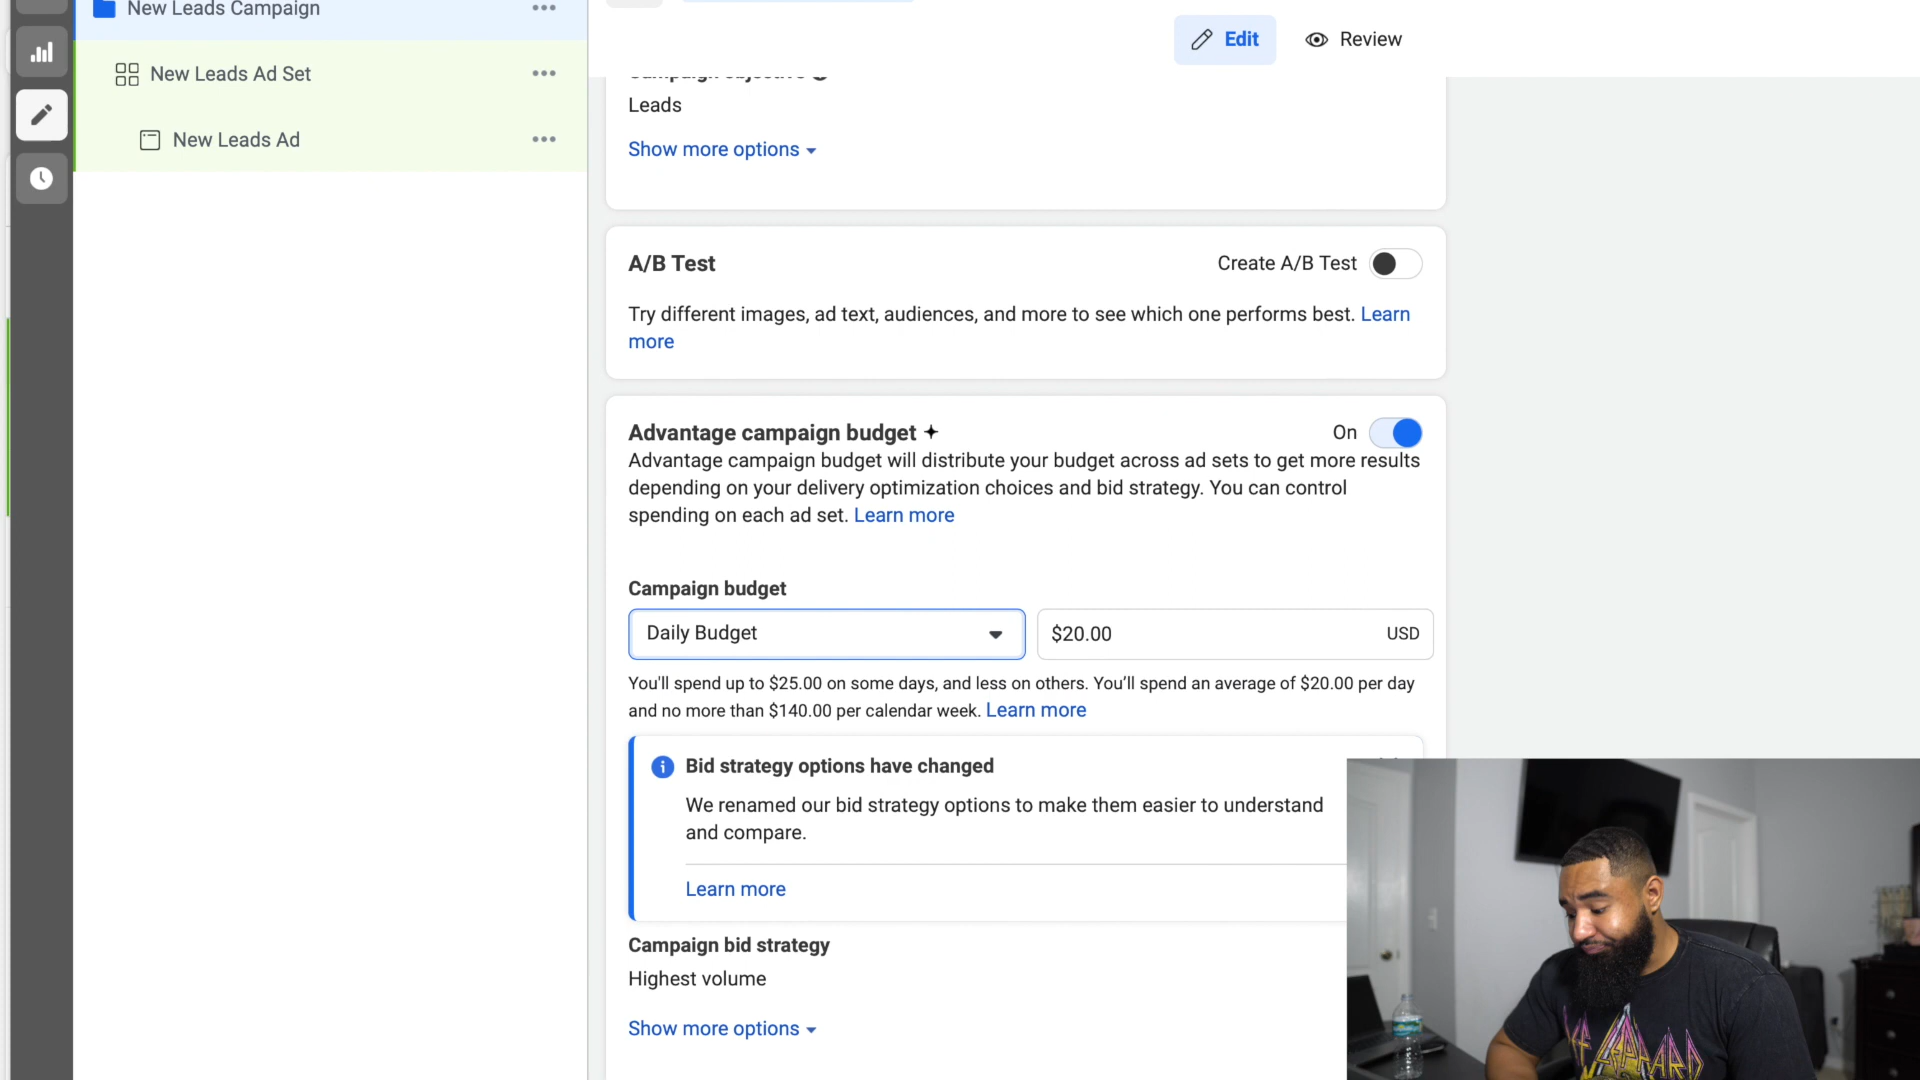 New Leads Campaign
New Leads Ad Set
New Leads Ad
Edit
Review
Campaign objective
Leads
Show more options
A/B Test
Create A/B Test
Try different images, ad text, audiences, and more to see which one performs best. Learn
more
Advantage campaign budget
On
Advantage campaign budget will distribute your budget across ad sets to get more results
depending on your delivery optimization choices and bid strategy. You can control
spending on each ad set. Learn more
Campaign budget
Daily Budget
$20.00
USD
You'll spend up to $25.00 on some days, and less on others. You’ll spend an average of $20.00 per day
and no more than $140.00 per calendar week. Learn more
Bid strategy options have changed
We renamed our bid strategy options to make them easier to understand
and compare.
Learn more
Campaign bid strategy
Highest volume
Show more options
DEF LEPPARD